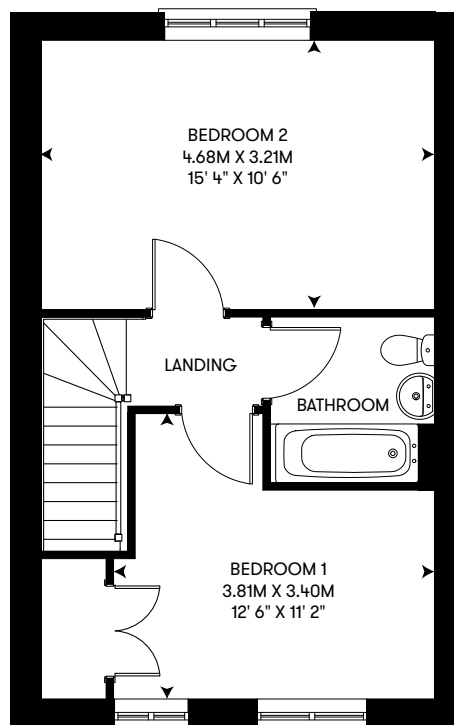 BEDROOM 2
4.68M X 3.21M
15' 4" X 10' 6"
LANDING
BATHROOM
BEDROOM 1
3.81M X 3.40M
12' 6" X 11' 2"